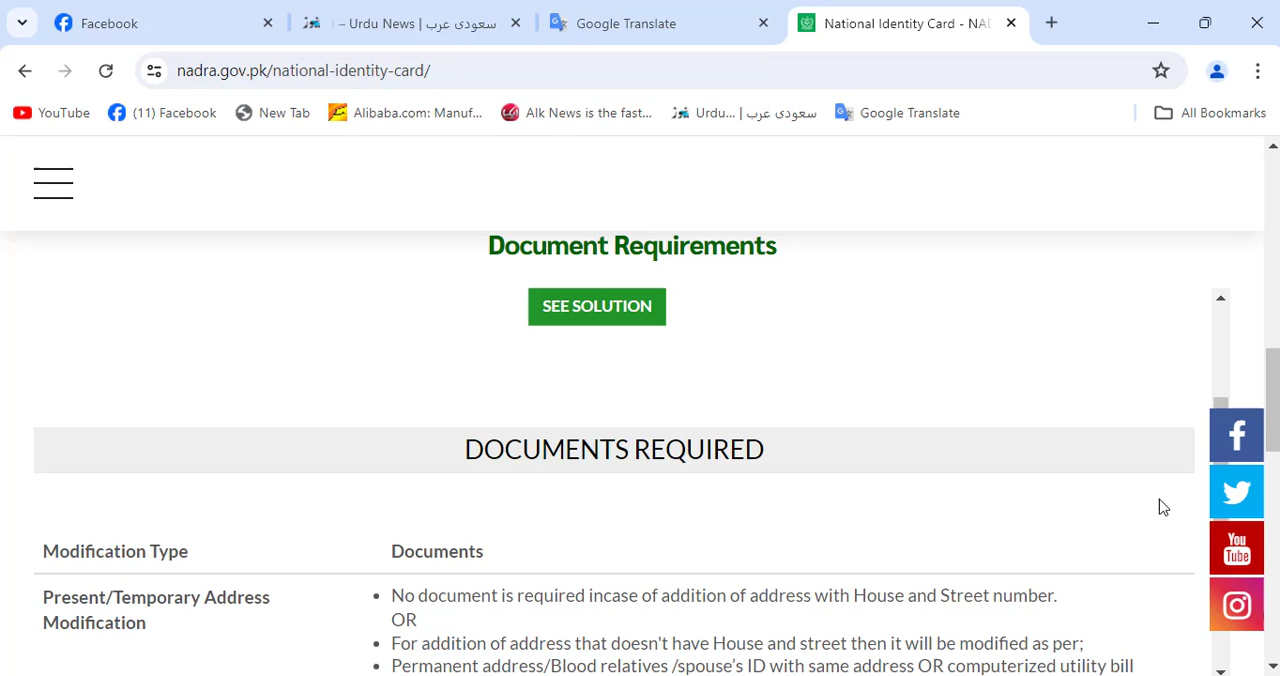 Facebook
سعودی عرب | Urdu News –
Google Translate
National Identity Card - NAD
nadra.gov.pk/national-identity-card/
YouTube
(11) Facebook
New Tab
Alibaba.com: Manuf...
Alk News is the fast...
سعودی عرب | Urdu...
Google Translate
All Bookmarks
Document Requirements
SEE SOLUTION
DOCUMENTS REQUIRED
Modification Type
Documents
Present/Temporary Address
Modification
• No document is required incase of addition of address with House and Street number.
OR
• For addition of address that doesn't have House and street then it will be modified as per;
• Permanent address/Blood relatives /spouse's ID with same address OR computerized utility bill
You
Tube